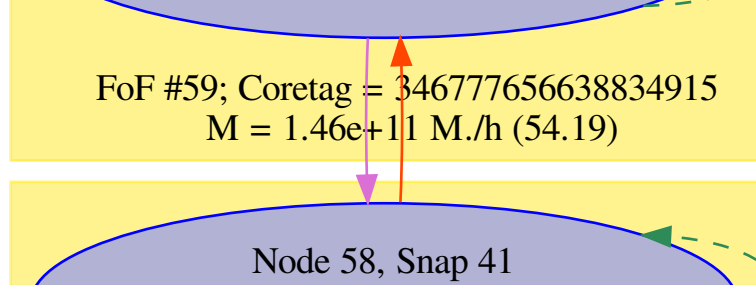 FoF #59; Coretag = 346777656638834915
M = 1.46e+11 M./h (54.19)
Node 58, Snap 41